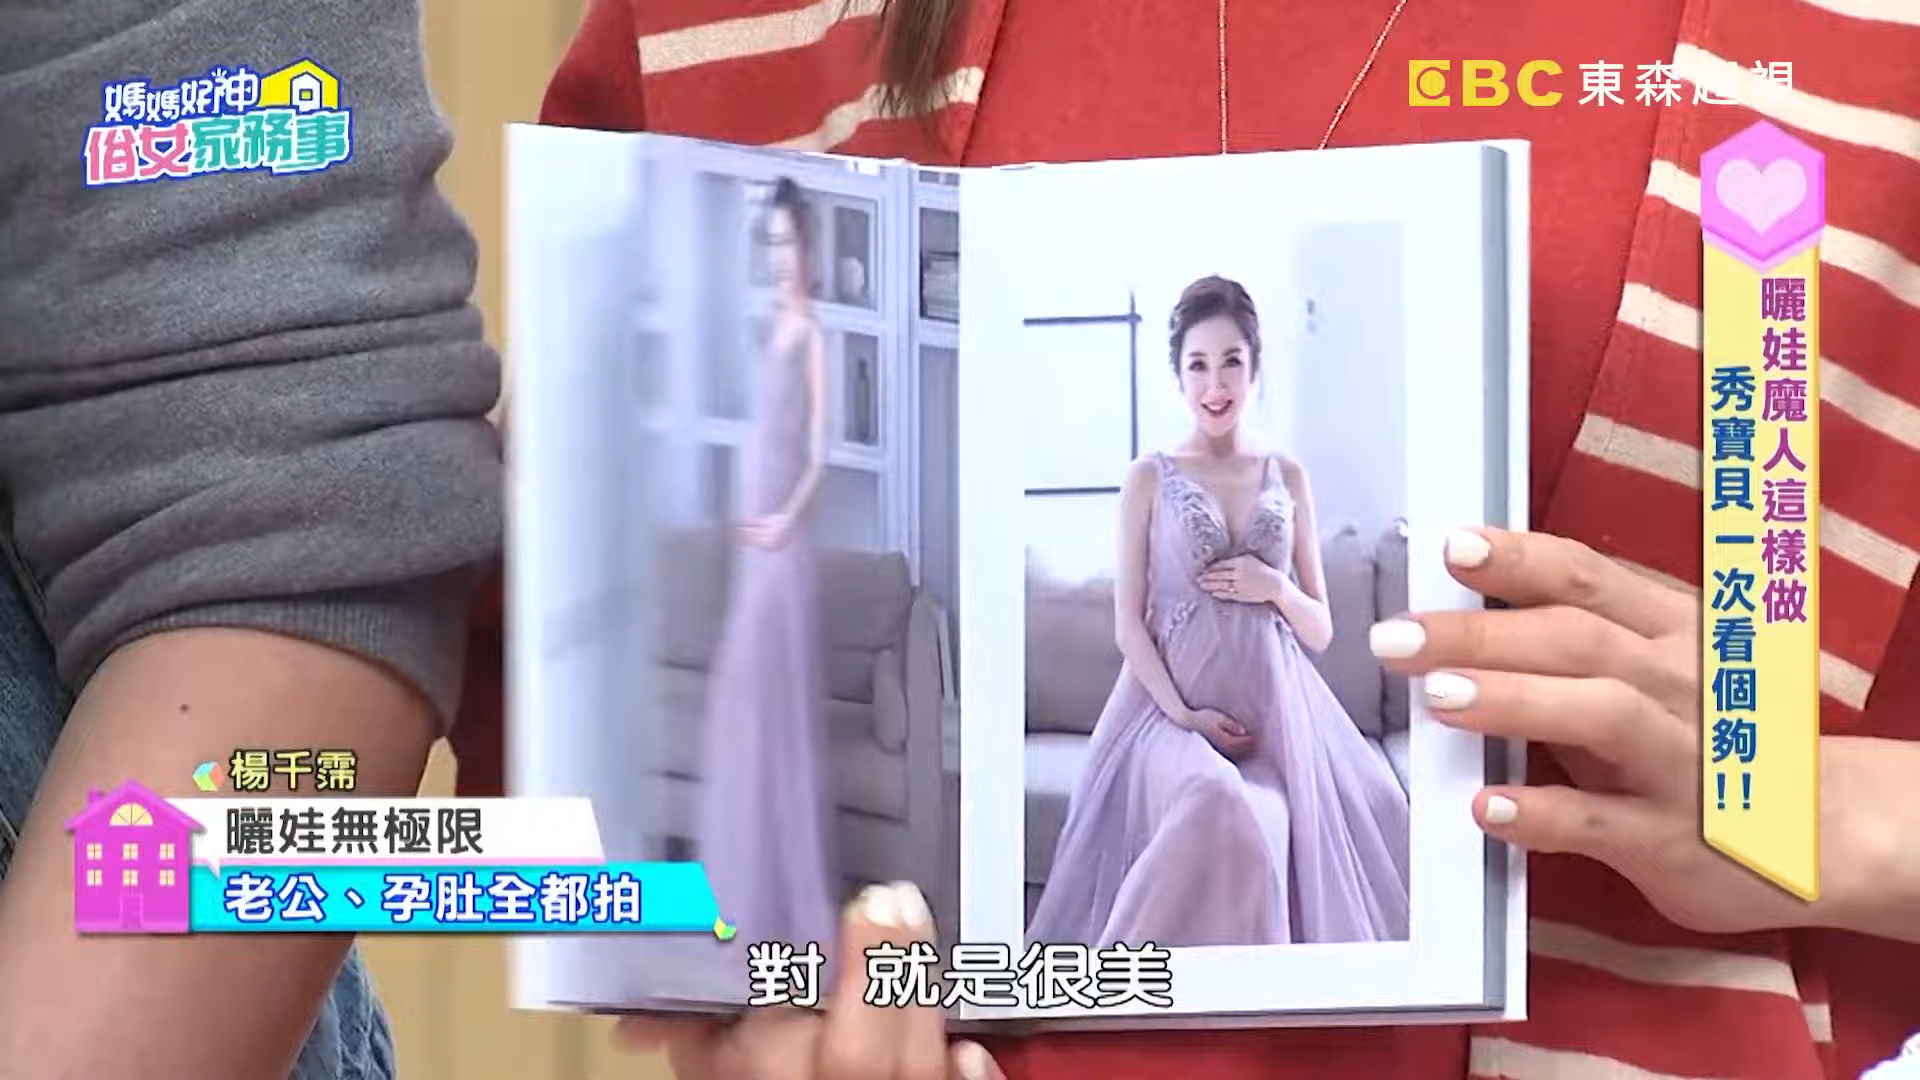 媽媽好神
俗女家務事
EBC 東森超視
曬娃魔人這樣做
秀寶貝一次看個夠!!
楊千霈
曬娃無極限
老公、孕肚全都拍
對 就是很美